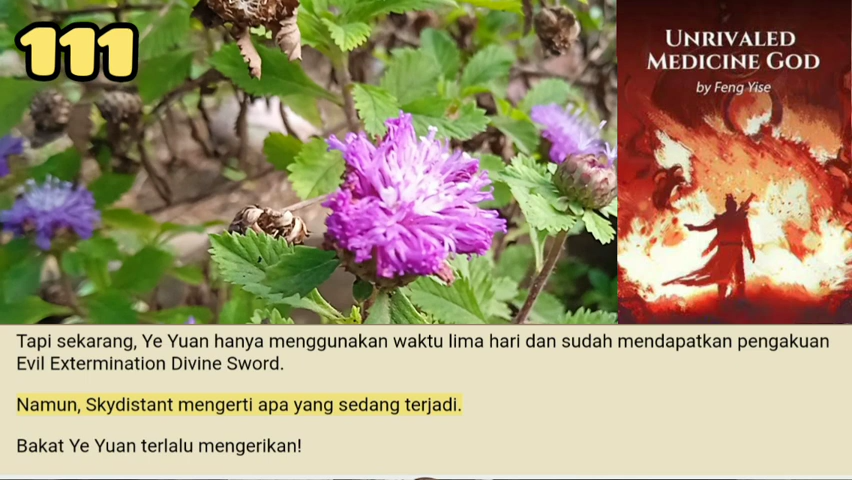 111
UNRIVALED
MEDICINE GOD
by Feng Yise
Tapi sekarang, Ye Yuan hanya menggunakan waktu lima hari dan sudah mendapatkan pengakuan
Evil Extermination Divine Sword.
Namun, Skydistant mengerti apa yang sedang terjadi.
Bakat Ye Yuan terlalu mengerikan!